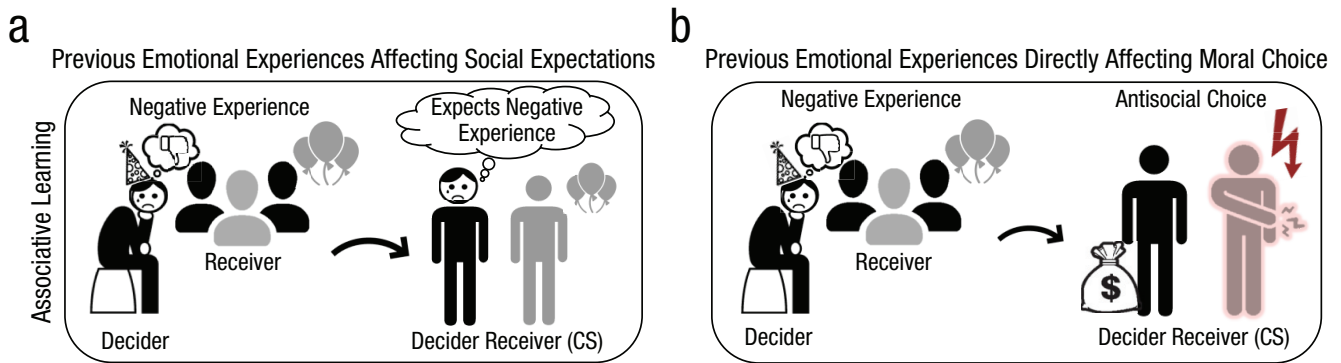 a
Previous Emotional Experiences Affecting Social Expectations
Associative Learning
Negative Experience
Expects Negative
Experience
Receiver
Decider
Decider Receiver (CS)
b
Previous Emotional Experiences Directly Affecting Moral Choice
Negative Experience
Antisocial Choice
Receiver
$
Decider
Decider Receiver (CS)